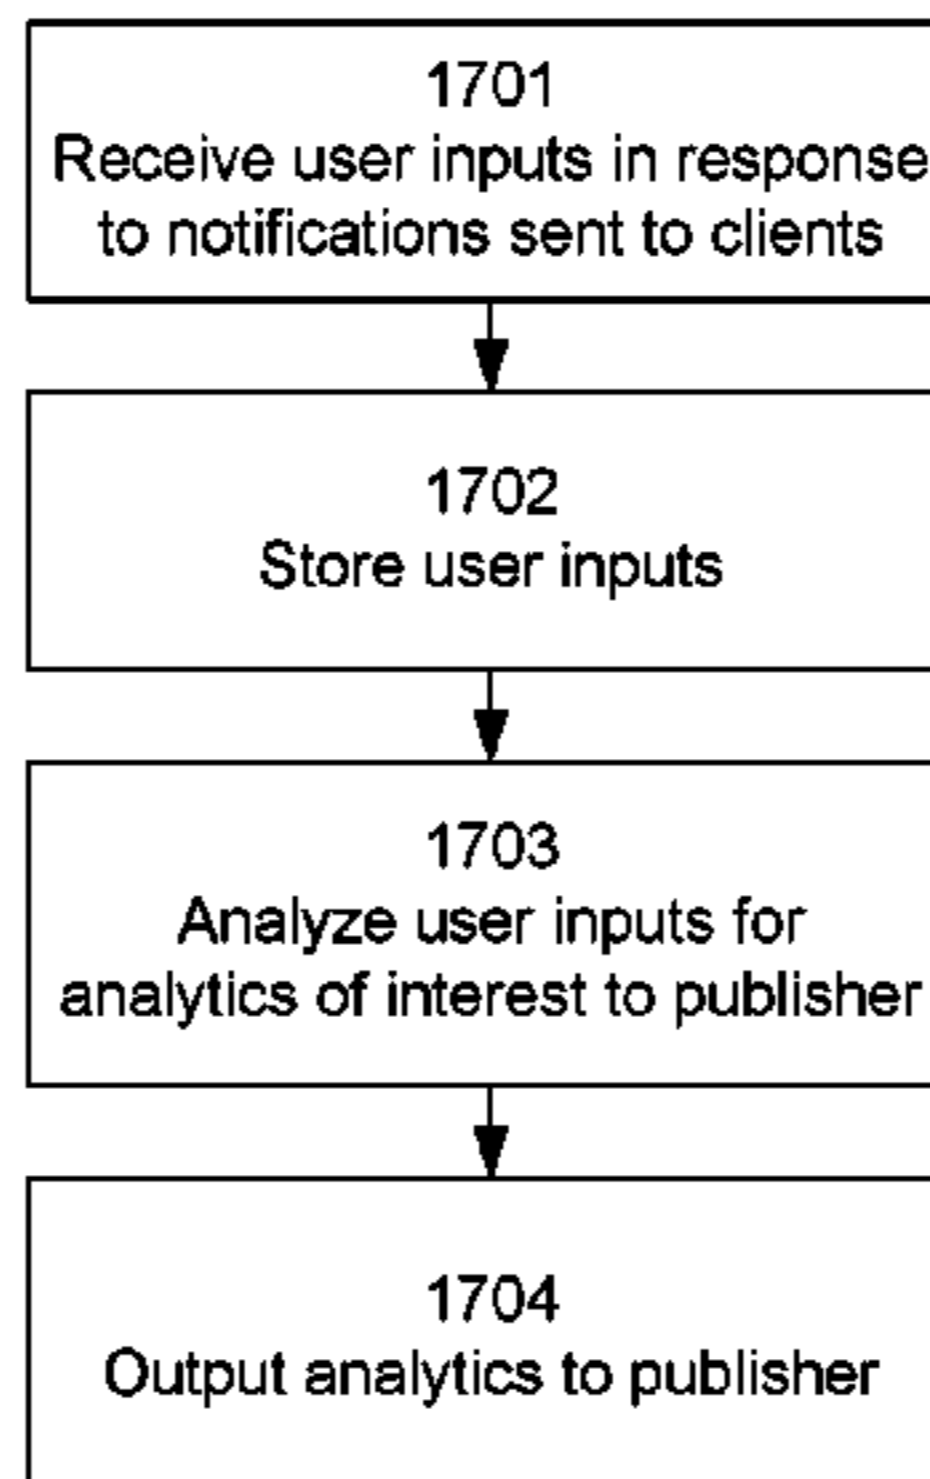 1701
Receive user inputs in response
to notifications sent to clients
1702
Store user inputs
1703
Analyze user inputs for
analytics of interest to publisher
1704
Output analytics to publisher